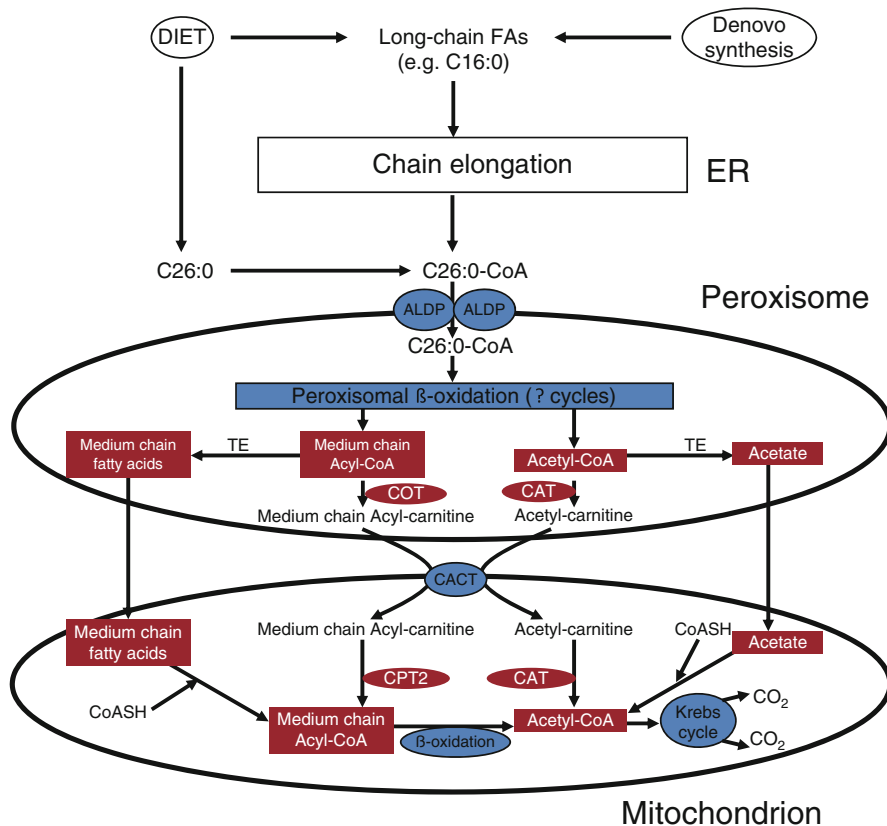 DIET
Long-chain FAs
(e.g. C16:0)
Denovo
synthesis
Chain elongation
ER
C26:0
C26:0-CoA
Peroxisome
ALDP
ALDP
C26:0-CoA
Peroxisomal ß-oxidation (? cycles)
Medium chain
fatty acids
TE
Medium chain
Acyl-CoA
Acetyl-CoA
TE
Acetate
COT
CAT
Medium chain Acyl-carnitine
Acetyl-carnitine
CACT
Medium chain
fatty acids
Medium chain Acyl-carnitine
Acetyl-carnitine
CoASH
Acetate
CPT2
CAT
CoASH
Medium chain
Acyl-CoA
ß-oxidation
Acetyl-CoA
Krebs
cycle
CO2
CO2
Mitochondrion